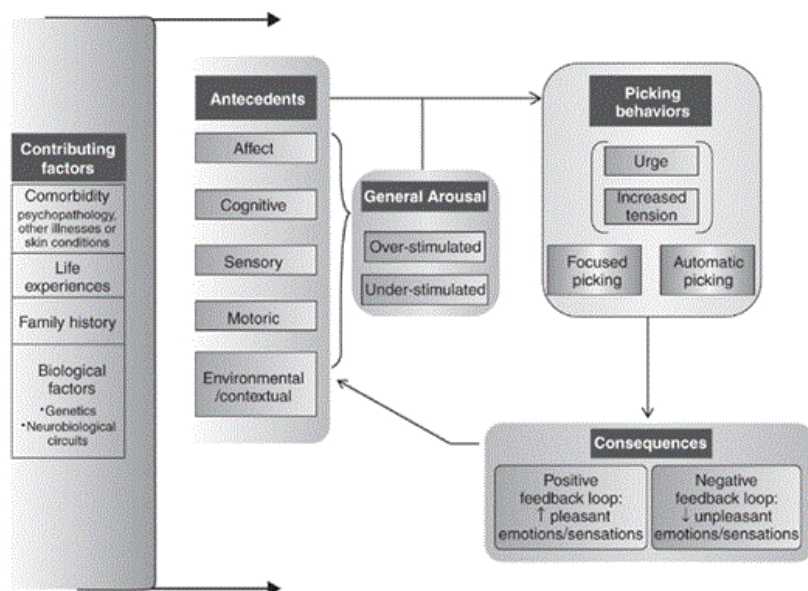 Contributing
factors
Comorbidity
psychopathology,
other illnesses or
skin conditions
Life
experiences
Family history
Biological
factors
•Genetics
•Neurobiological
circuits
Antecedents
Affect
Cognitive
Sensory
Motoric
Environmental
/contextual
General Arousal
Over-stimulated
Under-stimulated
Picking
behaviors
Urge
Increased
tension
Focused
picking
Automatic
picking
Consequences
Positive
feedback loop:
↑ pleasant
emotions/sensations
Negative
feedback loop:
↓ unpleasant
emotions/sensations